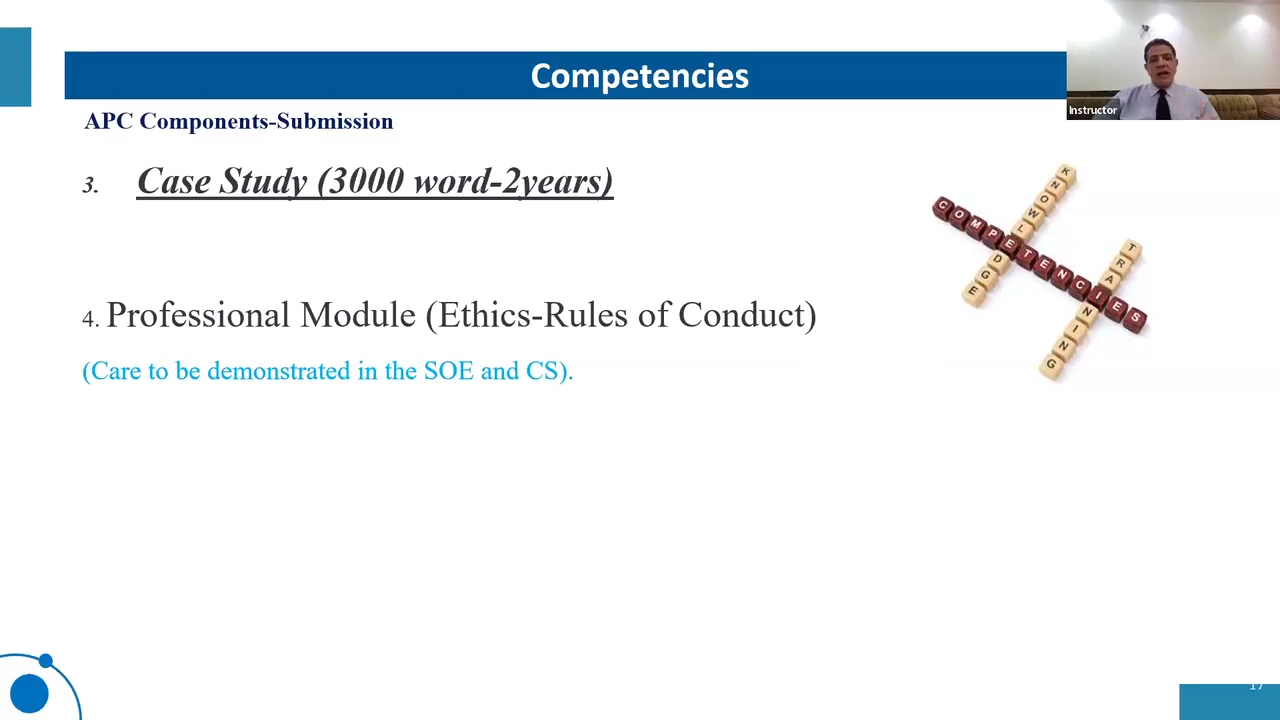 Competencies
Instructor
APC Components-Submission
3. Case Study (3000 word-2years)
4. Professional Module (Ethics-Rules of Conduct)
(Care to be demonstrated in the SOE and CS).
COMPETENCIES
KNOWLEDGE
TRAINING
17